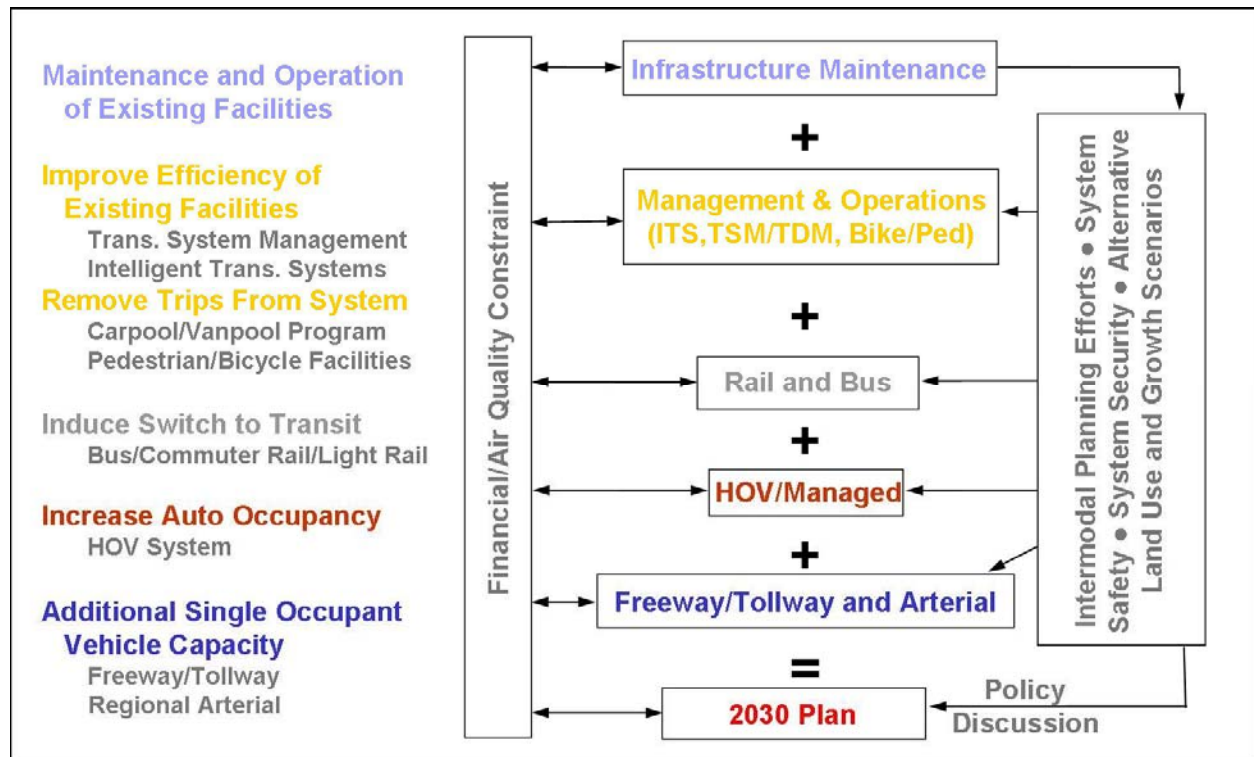 Maintenance and Operation
of Existing Facilities
Improve Efficiency of
Existing Facilities
Trans. System Management
Intelligent Trans. Systems
Remove Trips From System
Carpool/Vanpool Program
Pedestrian/Bicycle Facilities
Induce Switch to Transit
Bus/Commuter Rail/Light Rail
Increase Auto Occupancy
HOV System
Additional Single Occupant
Vehicle Capacity
Freeway/Tollway
Regional Arterial
Financial/Air Quality Constraint
Infrastructure Maintenance
+
Management & Operations
(ITS,TSM/TDM, Bike/Ped)
+
Rail and Bus
+
HOV/Managed
+
Freeway/Tollway and Arterial
=
2030 Plan
Policy
Discussion
Intermodal Planning Efforts ● System
Safety ● System Security ● Alternative
Land Use and Growth Scenarios